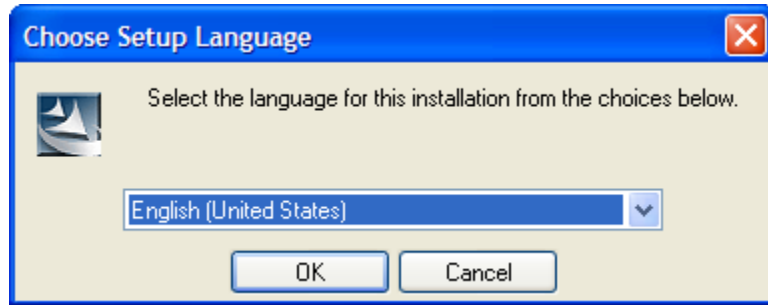 Choose Setup Language
Select the language for this installation from the choices below.
English (United States)
OK
Cancel